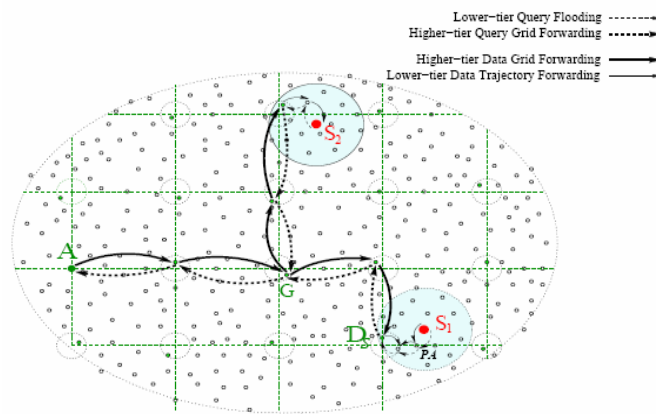 Lower-tier Query Flooding
Higher-tier Query Grid Forwarding
Higher-tier Data Grid Forwarding
Lower-tier Data Trajectory Forwarding
S2
A
G
S1
DS
PA